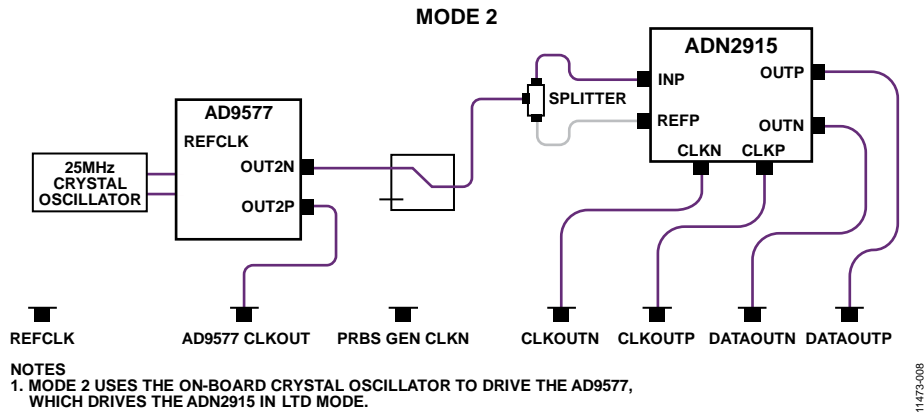 MODE 2
ADN2915
INP
OUTP
SPLITTER
REFP
OUTN
CLKN
CLKP
AD9577
REFCLK
25MHz
CRYSTAL
OSCILLATOR
OUT2N
OUT2P
REFCLK
AD9577 CLKOUT
PRBS GEN CLKN
CLKOUTN
CLKOUTP
DATAOUTN
DATAOUTP
NOTES
1. MODE 2 USES THE ON-BOARD CRYSTAL OSCILLATOR TO DRIVE THE AD9577,
WHICH DRIVES THE ADN2915 IN LTD MODE.
11473-008